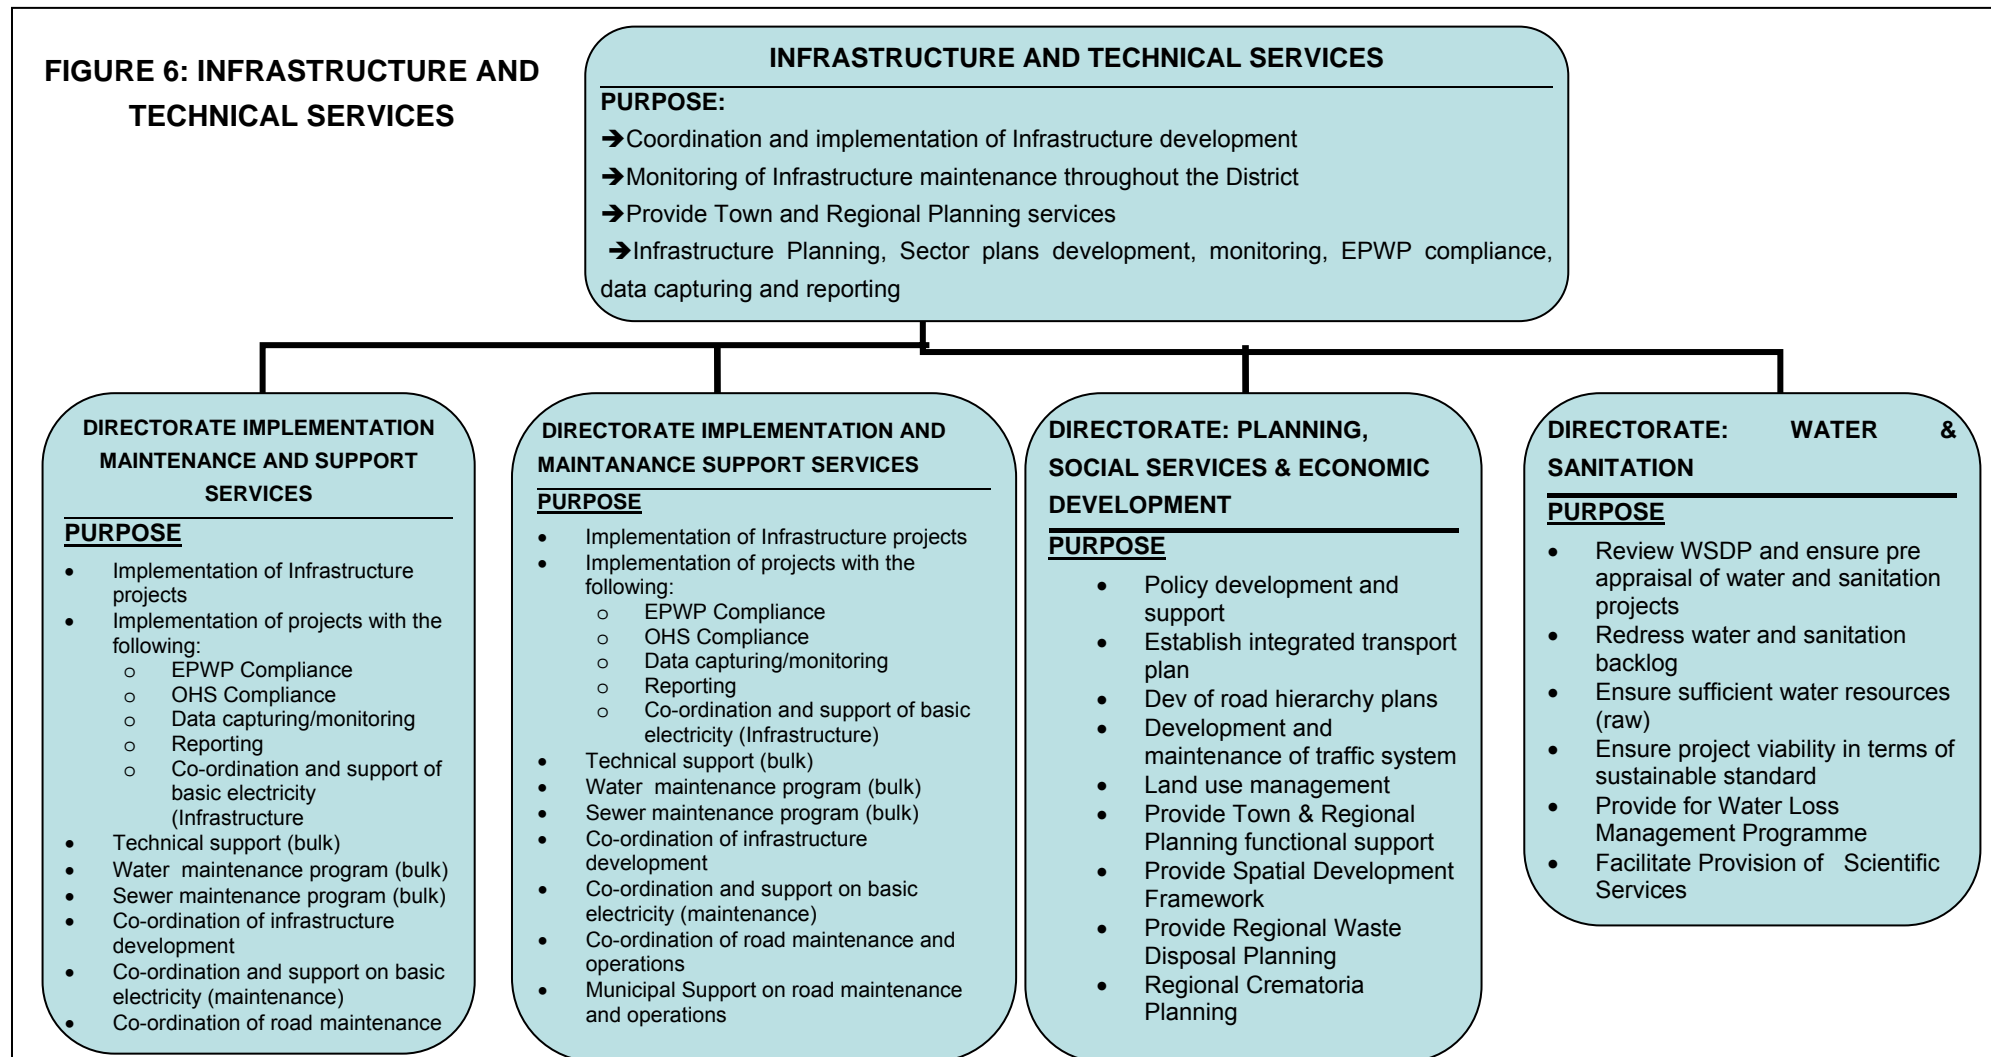 FIGURE 6: INFRASTRUCTURE AND
TECHNICAL SERVICES
INFRASTRUCTURE AND TECHNICAL SERVICES
PURPOSE:
➔Coordination and implementation of Infrastructure development
➔Monitoring of Infrastructure maintenance throughout the District
➔Provide Town and Regional Planning services
➔Infrastructure Planning, Sector plans development, monitoring, EPWP compliance,
data capturing and reporting
DIRECTORATE IMPLEMENTATION
MAINTENANCE AND SUPPORT
SERVICES
PURPOSE
• Implementation of Infrastructure
projects
• Implementation of projects with the
following:
o EPWP Compliance
o OHS Compliance
o Data capturing/monitoring
o Reporting
o Co-ordination and support of
basic electricity
(Infrastructure
• Technical support (bulk)
• Water maintenance program (bulk)
• Sewer maintenance program (bulk)
• Co-ordination of infrastructure
development
• Co-ordination and support on basic
electricity (maintenance)
• Co-ordination of road maintenance
DIRECTORATE IMPLEMENTATION AND
MAINTANANCE SUPPORT SERVICES
PURPOSE
• Implementation of Infrastructure projects
• Implementation of projects with the
following:
o EPWP Compliance
o OHS Compliance
o Data capturing/monitoring
o Reporting
o Co-ordination and support of basic
electricity (Infrastructure)
• Technical support (bulk)
• Water maintenance program (bulk)
• Sewer maintenance program (bulk)
• Co-ordination of infrastructure
development
• Co-ordination and support on basic
electricity (maintenance)
• Co-ordination of road maintenance and
operations
• Municipal Support on road maintenance
and operations
DIRECTORATE: PLANNING,
SOCIAL SERVICES & ECONOMIC
DEVELOPMENT
PURPOSE
• Policy development and
support
• Establish integrated transport
plan
• Dev of road hierarchy plans
• Development and
maintenance of traffic system
• Land use management
• Provide Town & Regional
Planning functional support
• Provide Spatial Development
Framework
• Provide Regional Waste
Disposal Planning
• Regional Crematoria
Planning
DIRECTORATE: WATER &
SANITATION
PURPOSE
• Review WSDP and ensure pre
appraisal of water and sanitation
projects
• Redress water and sanitation
backlog
• Ensure sufficient water resources
(raw)
• Ensure project viability in terms of
sustainable standard
• Provide for Water Loss
Management Programme
• Facilitate Provision of Scientific
Services